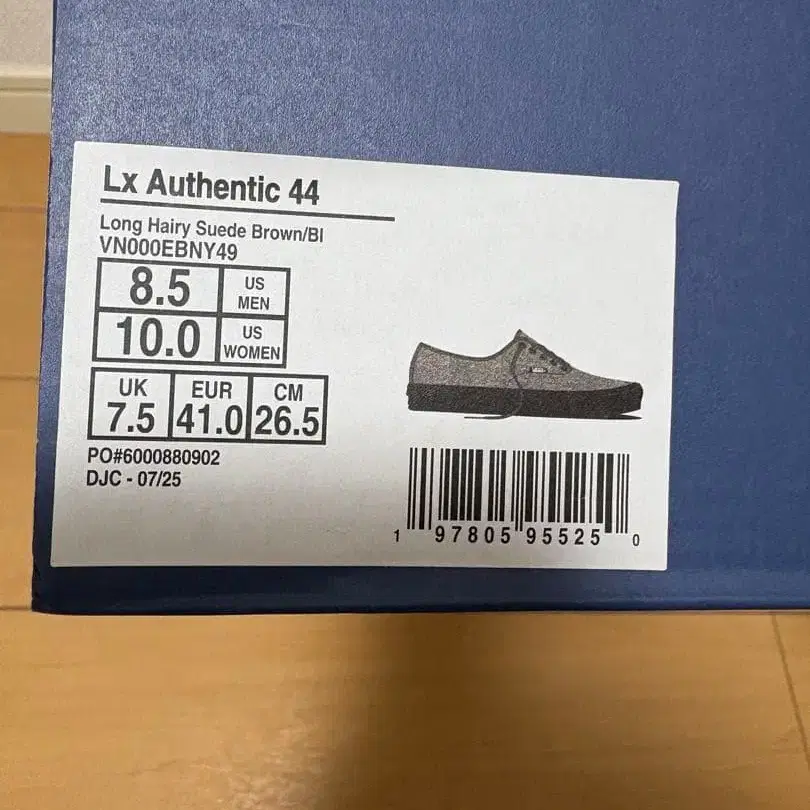 Lx Authentic 44
Long Hairy Suede Brown/Bl
VN000EBNY49
8.5 US MEN
10.0 US WOMEN
UK EUR CM
7.5 41.0 26.5
PO#6000880902
DJC - 07/25
1 97805 95525 0